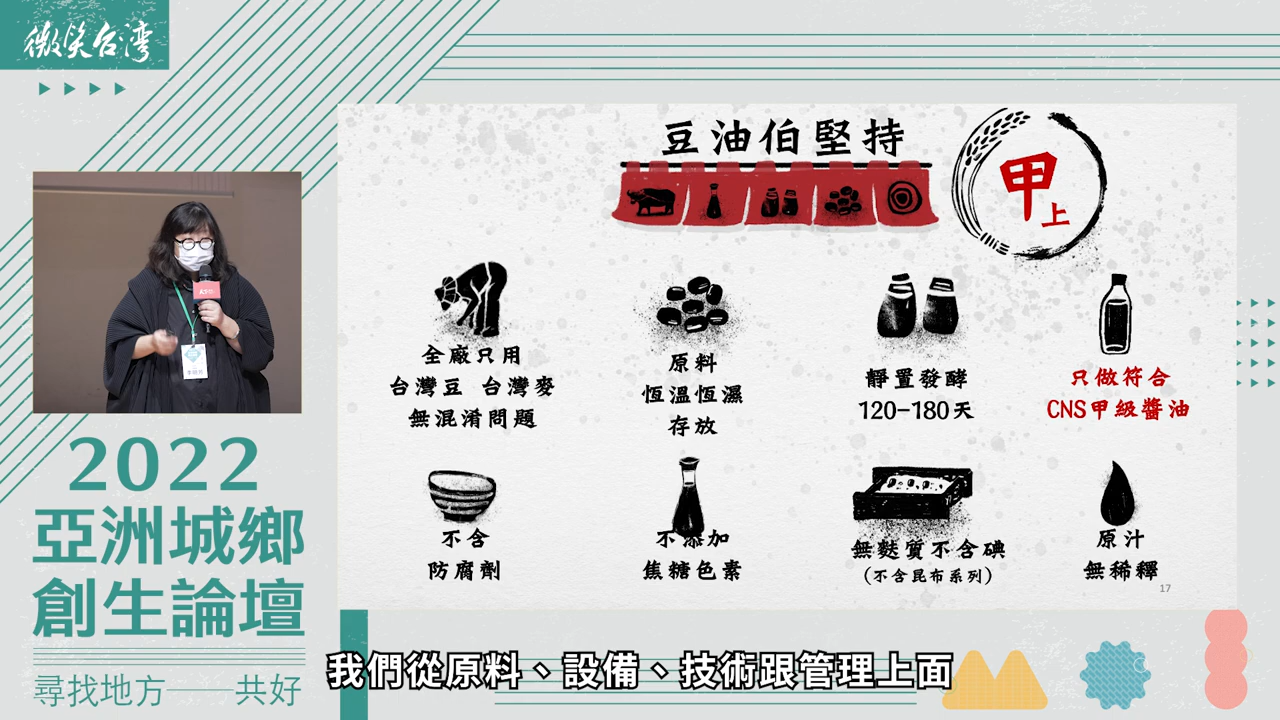 微笑台灣
豆油伯堅持
甲上
全廠只用
台灣豆 台灣麥
無混淆問題
原料
恆溫恆濕
存放
靜置發酵
120-180天
只做符合
CNS甲級醬油
不含
防腐劑
不添加
焦糖色素
無麩質不含碘
(不含昆布系列)
原汁
無稀釋
17
2022
亞洲城鄉
創生論壇
尋找地方——共好
我們從原料、設備、技術跟管理上面